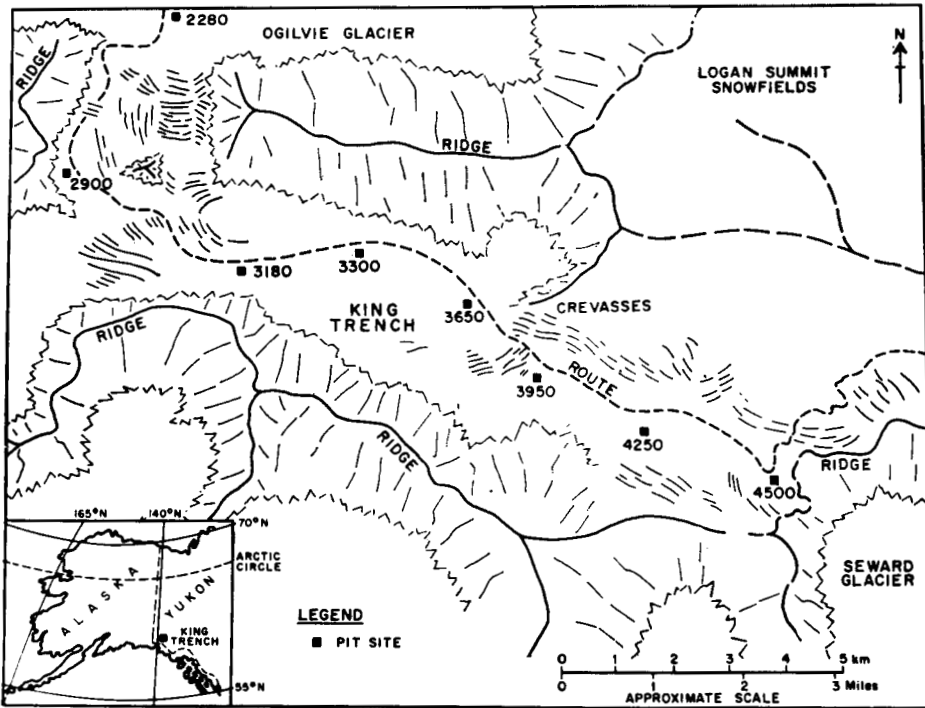 2280
OGILVIE GLACIER
N
RIDGE
LOGAN SUMMIT
SNOWFIELDS
RIDGE
2900
3180
3300
KING
TRENCH
3650
CREVASSES
RIDGE
ROUTE
3950
RIDGE
4250
RIDGE
4500
SEWARD
GLACIER
165°N
140°N
70°N
ARCTIC
CIRCLE
ALASKA
YUKON
KING
TRENCH
55°N
LEGEND
PIT SITE
0 1 2 3 4 5 km
0 1 2 3 Miles
APPROXIMATE SCALE